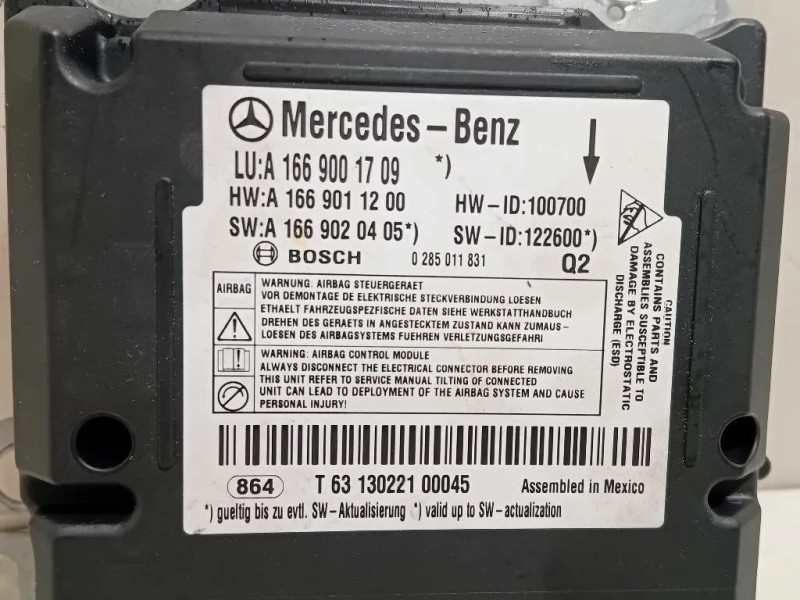 Mercedes-Benz
LU:A 166 900 17 09 *)
HW:A 166 901 12 00 HW-ID:100700
SW:A 166 902 04 05*) SW-ID:122600*)
BOSCH 0 285 011 831 Q2
AIRBAG
WARNUNG: AIRBAG STEUERGERAET
VOR DEMONTAGE DE ELEKTRISCHE STECKVERBINDUNG LOESEN
ETHAELT FAHRZEUGSPEZFISCHE DATEN SIEHE WERKSTATTHANDBUCH
DREHEN DES GERAETS IN ANGESTECKTEM ZUSTAND KANN ZUMAUS-
LOESEN DES AIRBAGSYSTEMS FUEHREN VERLETZUNGSGEFAHR!
WARNING: AIRBAG CONTROL MODULE
ALWAYS DISCONNECT THE ELECTRICAL CONNECTOR BEFORE REMOVING
THIS UNIT REFER TO SERVICE MANUAL TILTING OF CONNECTED
UNIT CAN LEAD TO DEPLOYMENT OF THE AIRBAG SYSTEM AND CAUSE
PERSONAL INJURY!
CAUTION
CONTAINS PARTS AND
ASSEMBLIES SUSCEPTIBLE TO
DAMAGE BY ELECTROSTATIC
DISCHARGE (ESD)
864 T 63 130221 00045 Assembled in Mexico
*) gueltig bis zu evtl. SW-Aktualisierung *) valid up to SW-actualization